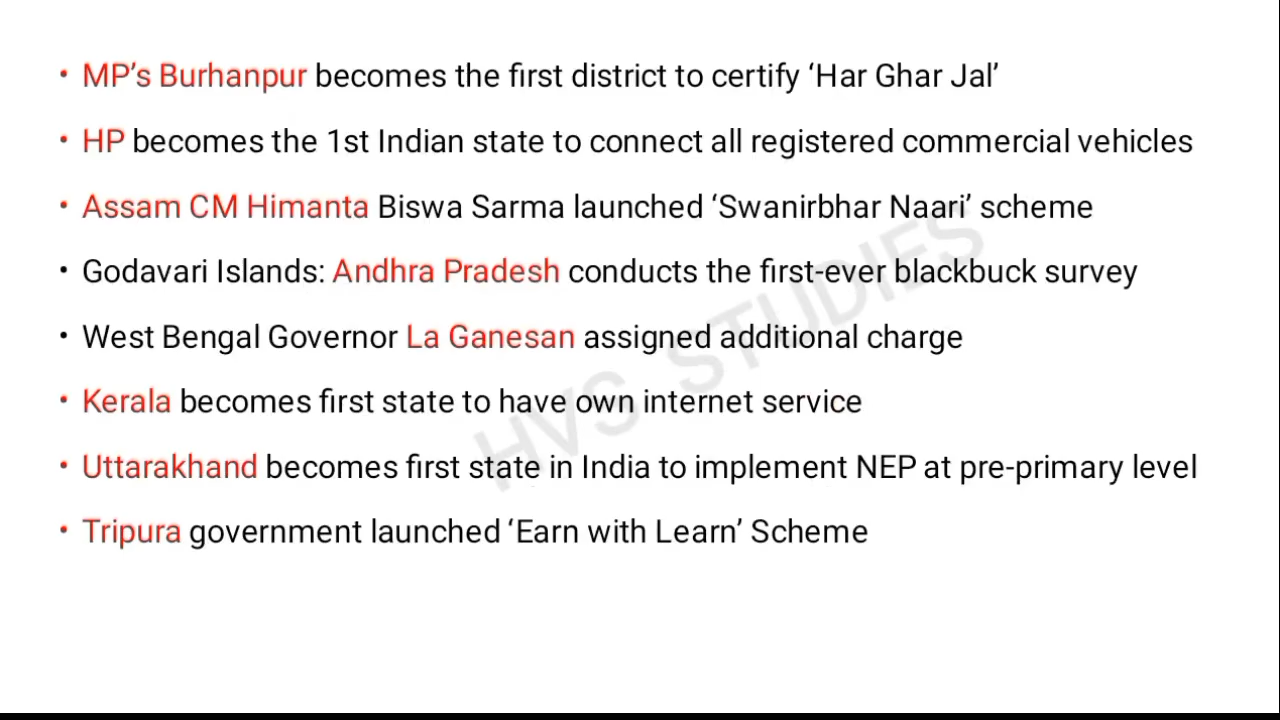 • MP’s Burhanpur becomes the first district to certify ‘Har Ghar Jal’
• HP becomes the 1st Indian state to connect all registered commercial vehicles
• Assam CM Himanta Biswa Sarma launched ‘Swanirbhar Naari’ scheme
• Godavari Islands: Andhra Pradesh conducts the first-ever blackbuck survey
• West Bengal Governor La Ganesan assigned additional charge
• Kerala becomes first state to have own internet service
• Uttarakhand becomes first state in India to implement NEP at pre-primary level
• Tripura government launched ‘Earn with Learn’ Scheme
HVS STUDIES